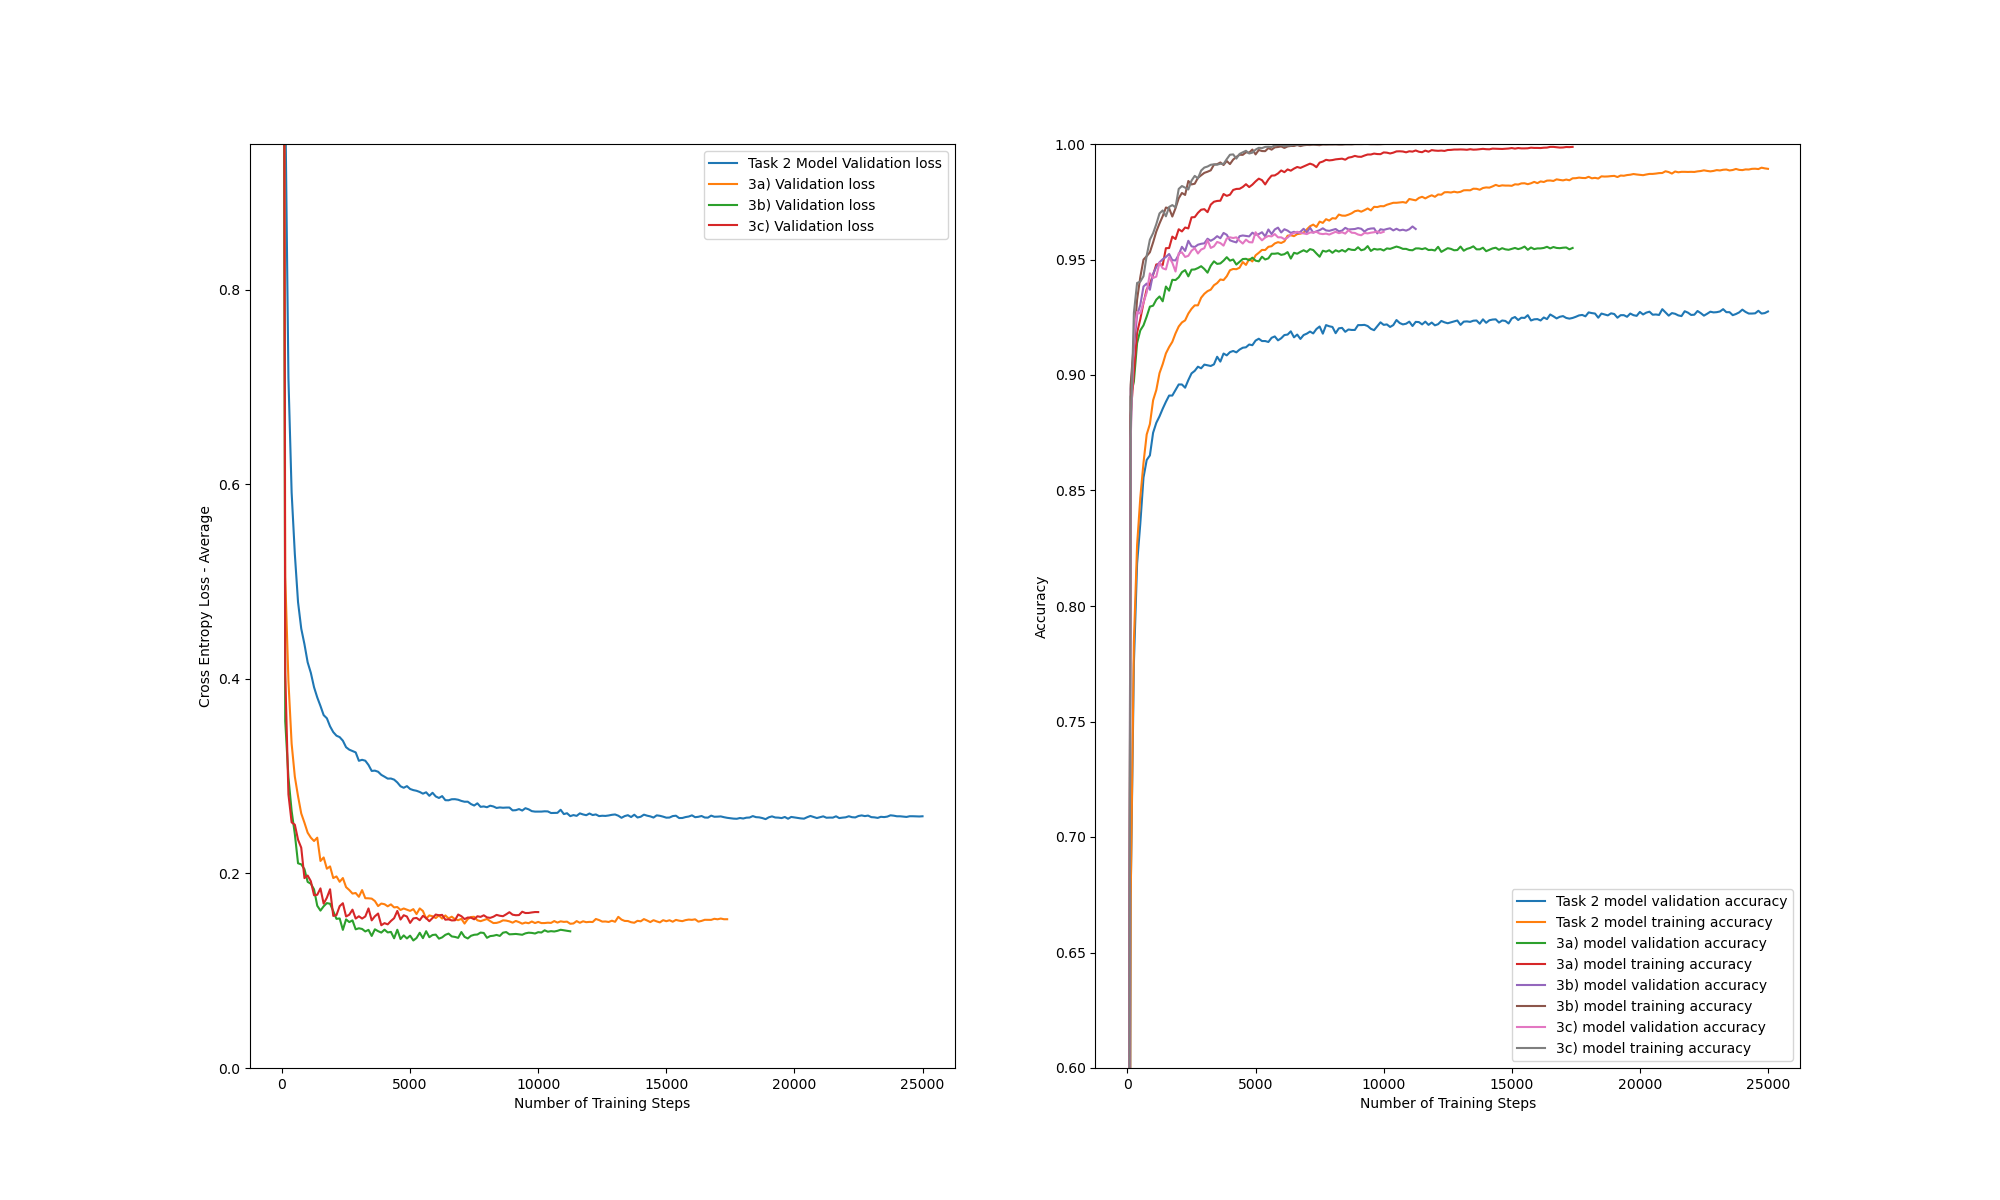 Task 2 Model Validation loss
3a) Validation loss
3b) Validation loss
3c) Validation loss
0.8
0.6
0.4
0.2
0.0
Cross Entropy Loss - Average
0 5000 10000 15000 20000 25000
Number of Training Steps
1.00
0.95
0.90
0.85
0.80
0.75
0.70
0.65
0.60
Accuracy
Task 2 model validation accuracy
Task 2 model training accuracy
3a) model validation accuracy
3a) model training accuracy
3b) model validation accuracy
3b) model training accuracy
3c) model validation accuracy
3c) model training accuracy
0 5000 10000 15000 20000 25000
Number of Training Steps